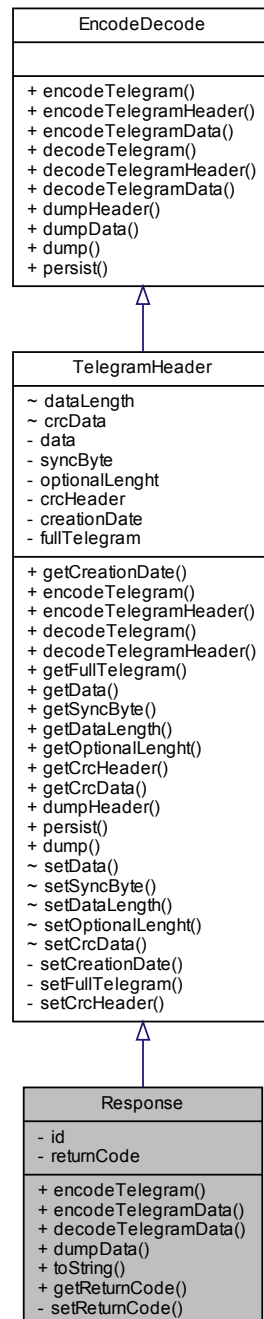 EncodeDecode
+ encodeTelegram()
+ encodeTelegramHeader()
+ encodeTelegramData()
+ decodeTelegram()
+ decodeTelegramHeader()
+ decodeTelegramData()
+ dumpHeader()
+ dumpData()
+ dump()
+ persist()
TelegramHeader
~ dataLength
~ crcData
- data
- syncByte
- optionalLenght
- crcHeader
- creationDate
- fullTelegram
+ getCreationDate()
+ encodeTelegram()
+ encodeTelegramHeader()
+ decodeTelegram()
+ decodeTelegramHeader()
+ getFullTelegram()
+ getData()
+ getSyncByte()
+ getDataLength()
+ getOptionalLenght()
+ getCrcHeader()
+ getCrcData()
+ dumpHeader()
+ persist()
+ dump()
~ setData()
~ setSyncByte()
~ setDataLength()
~ setOptionalLenght()
~ setCrcData()
- setCreationDate()
- setFullTelegram()
- setCrcHeader()
Response
- id
- returnCode
+ encodeTelegram()
+ encodeTelegramData()
+ decodeTelegramData()
+ dumpData()
+ toString()
+ getReturnCode()
- setReturnCode()